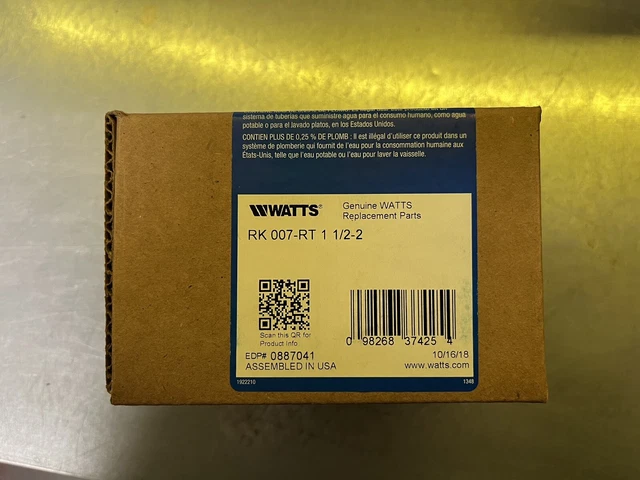 sistema de tuberías que suministre agua para el consumo humano, como agua
potable o para el lavado platos, en los Estados Unidos.
CONTIEN PLUS DE 0,25 % DE PLOMB : Il est illégal d'utiliser ce produit dans un
système de plomberie qui fournit de l'eau pour la consommation humaine aux
États-Unis, telle que l'eau potable ou l'eau pour laver la vaisselle.
WATTS®
Genuine WATTS
Replacement Parts
RK 007-RT 1 1/2-2
Scan this QR for
Product Info
0 98268 37425 4
EDP# 0887041
10/16/18
ASSEMBLED IN USA
www.watts.com
1922210
1348